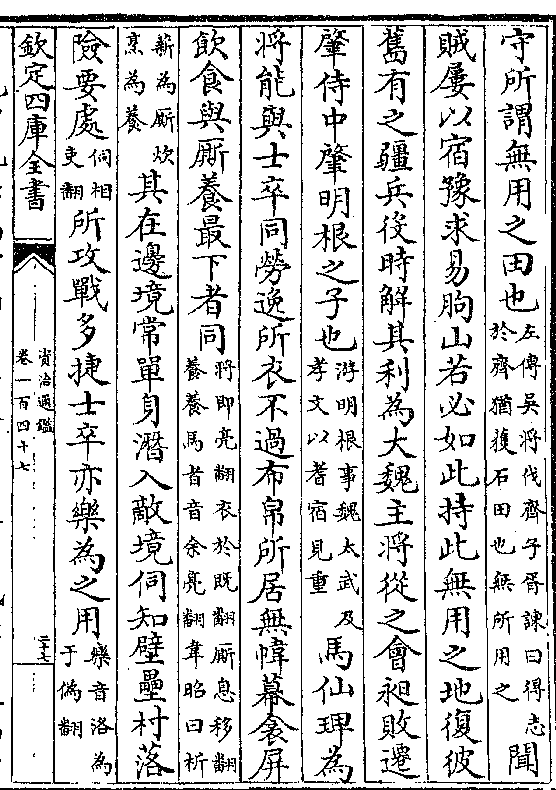 守所謂無用之田也左傳吳將伐齊子胥諫曰得志於齊猶獲石田也無所用之聞
賊屢以宿豫求易朐山若必如此持此無用之地復彼
舊有之疆兵役時解其利為大魏主將從之會昶敗遷
肇侍中肇明根之子也游明根事魏太武及孝文以耆宿見重馬仙琕為
將能與士卒同勞逸所衣不過布帛所居無幃幕衾屏
飲食與厮養最下者同將即亮翻衣於既翻厮息移翻養養馬者音余亮翻韋昭曰析
薪為厮炊烹為養其在邊境常單身潛入敵境伺知壁壘村落
險要處伺相吏翻所攻戰多捷士卒亦樂為之用樂音洛為于偽翻
欽定四庫全書
資治通鑑
卷一百四十七
二十七